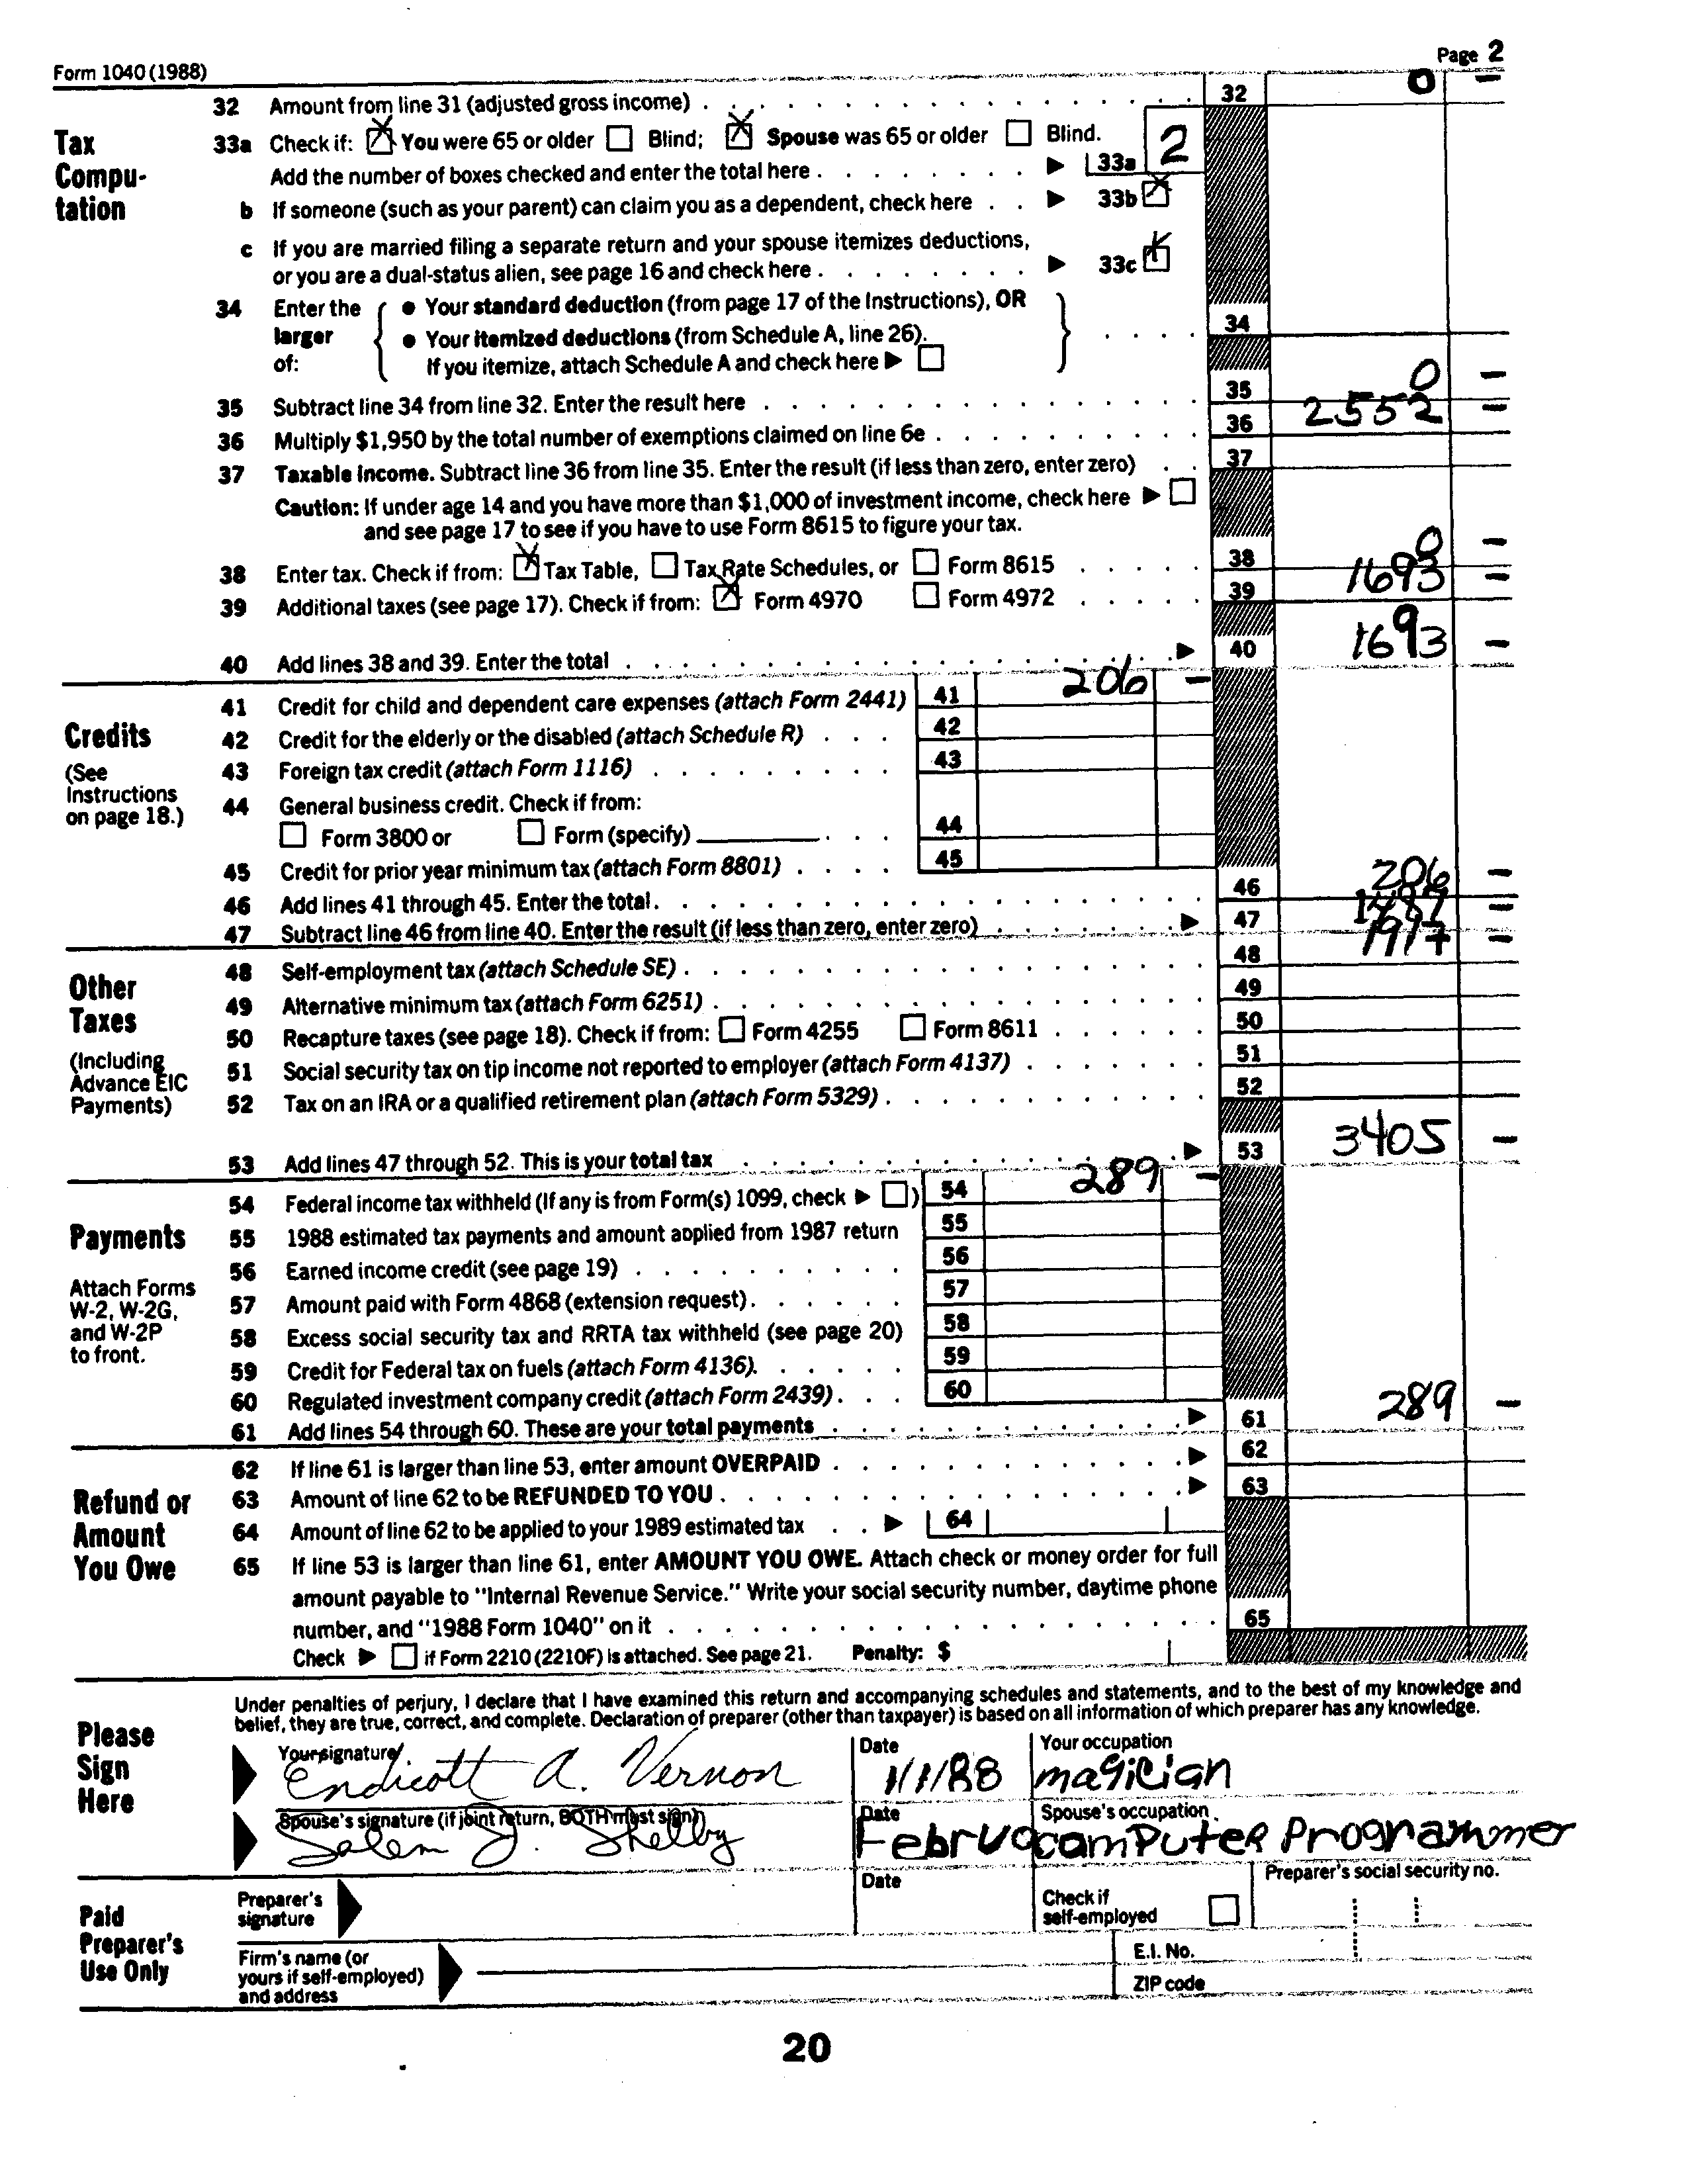 Form 1040 (1988) Page 2
32 Amount from line 31 (adjusted gross income) 32 0 –
Tax Compu-tation
33a Check if: You were 65 or older Blind; Spouse was 65 or older Blind.
Add the number of boxes checked and enter the total here 33a 2
b If someone (such as your parent) can claim you as a dependent, check here 33b
c If you are married filing a separate return and your spouse itemizes deductions,
or you are a dual-status alien, see page 16 and check here 33c
34 Enter the larger of:
• Your standard deduction (from page 17 of the Instructions), OR
• Your itemized deductions (from Schedule A, line 26).
If you itemize, attach Schedule A and check here
34
35 Subtract line 34 from line 32. Enter the result here 35 0 –
36 Multiply $1,950 by the total number of exemptions claimed on line 6e 36 2552 –
37 Taxable income. Subtract line 36 from line 35. Enter the result (if less than zero, enter zero) 37
Caution: If under age 14 and you have more than $1,000 of investment income, check here
and see page 17 to see if you have to use Form 8615 to figure your tax.
38 Enter tax. Check if from: Tax Table, Tax Rate Schedules, or Form 8615 38 0 –
39 Additional taxes (see page 17). Check if from: Form 4970 Form 4972 39 1693 –
40 Add lines 38 and 39. Enter the total 40 1693 –
Credits
(See Instructions on page 18.)
41 Credit for child and dependent care expenses (attach Form 2441) 41 206 –
42 Credit for the elderly or the disabled (attach Schedule R) 42
43 Foreign tax credit (attach Form 1116) 43
44 General business credit. Check if from:
Form 3800 or Form (specify) 44
45 Credit for prior year minimum tax (attach Form 8801) 45
46 Add lines 41 through 45. Enter the total. 46 206 –
47 Subtract line 46 from line 40. Enter the result (if less than zero, enter zero) 47 1487 –
Other Taxes
(Including Advance EIC Payments)
48 Self-employment tax (attach Schedule SE) 48 1917 –
49 Alternative minimum tax (attach Form 6251) 49
50 Recapture taxes (see page 18). Check if from: Form 4255 Form 8611 50
51 Social security tax on tip income not reported to employer (attach Form 4137) 51
52 Tax on an IRA or a qualified retirement plan (attach Form 5329) 52
53 Add lines 47 through 52. This is your total tax 53 3405 –
Payments
Attach Forms W-2, W-2G, and W-2P to front.
54 Federal income tax withheld (If any is from Form(s) 1099, check ) 54 289 –
55 1988 estimated tax payments and amount applied from 1987 return 55
56 Earned income credit (see page 19) 56
57 Amount paid with Form 4868 (extension request) 57
58 Excess social security tax and RRTA tax withheld (see page 20) 58
59 Credit for Federal tax on fuels (attach Form 4136). 59
60 Regulated investment company credit (attach Form 2439) 60
61 Add lines 54 through 60. These are your total payments 61 289 –
Refund or Amount You Owe
62 If line 61 is larger than line 53, enter amount OVERPAID 62
63 Amount of line 62 to be REFUNDED TO YOU 63
64 Amount of line 62 to be applied to your 1989 estimated tax 64
65 If line 53 is larger than line 61, enter AMOUNT YOU OWE. Attach check or money order for full
amount payable to "Internal Revenue Service." Write your social security number, daytime phone
number, and "1988 Form 1040" on it 65
Check if Form 2210 (2210F) is attached. See page 21. Penalty: $
Please Sign Here
Under penalties of perjury, I declare that I have examined this return and accompanying schedules and statements, and to the best of my knowledge and
belief, they are true, correct, and complete. Declaration of preparer (other than taxpayer) is based on all information of which preparer has any knowledge.
Your signature Date Your occupation
Endicott A. Vernon 1/1/88 magician
Spouse's signature (if joint return, BOTH must sign) Date Spouse's occupation
Salem J. Shelby Februa computer Programmer
Paid Preparer's Use Only
Preparer's signature Date Check if self-employed Preparer's social security no.
Firm's name (or yours if self-employed) and address
E.I. No.
ZIP code
20